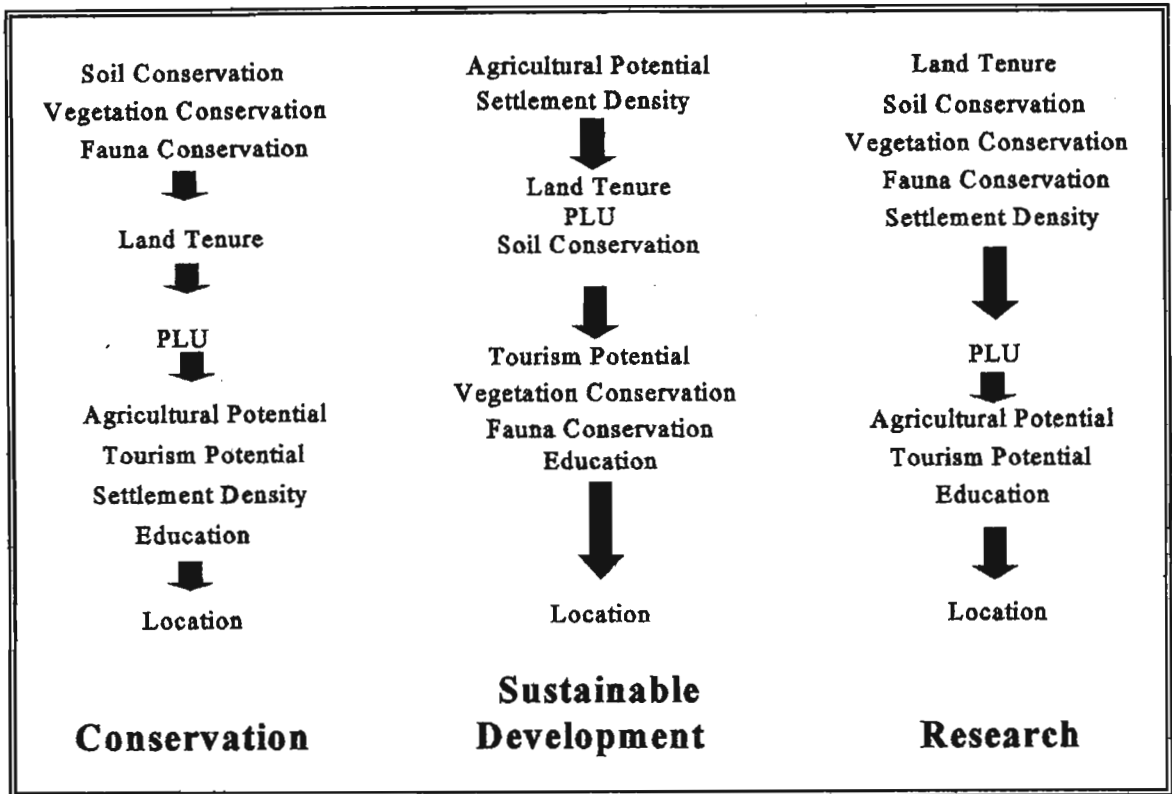 Soil Conservation
Vegetation Conservation
Fauna Conservation
Land Tenure
PLU
Agricultural Potential
Tourism Potential
Settlement Density
Education
Location
Conservation
Agricultural Potential
Settlement Density
Land Tenure
PLU
Soil Conservation
Tourism Potential
Vegetation Conservation
Fauna Conservation
Education
Location
Sustainable
Development
Land Tenure
Soil Conservation
Vegetation Conservation
Fauna Conservation
Settlement Density
PLU
Agricultural Potential
Tourism Potential
Education
Location
Research